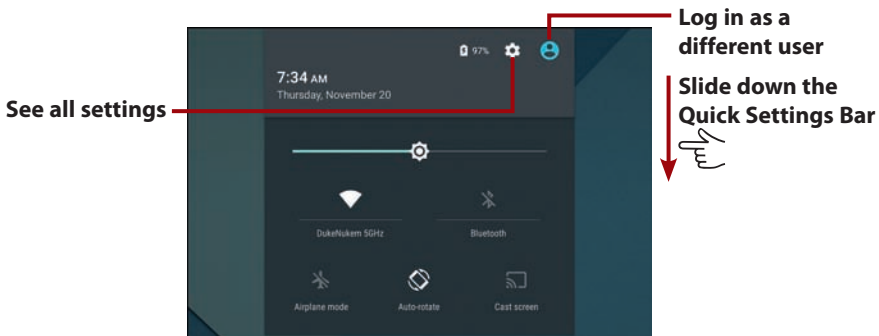 Log in as a
different user
97%
7:34 AM
Thursday, November 20
See all settings
Slide down the
Quick Settings Bar
DukeNukem 5GHz
Bluetooth
Airplane mode
Auto-rotate
Cast screen